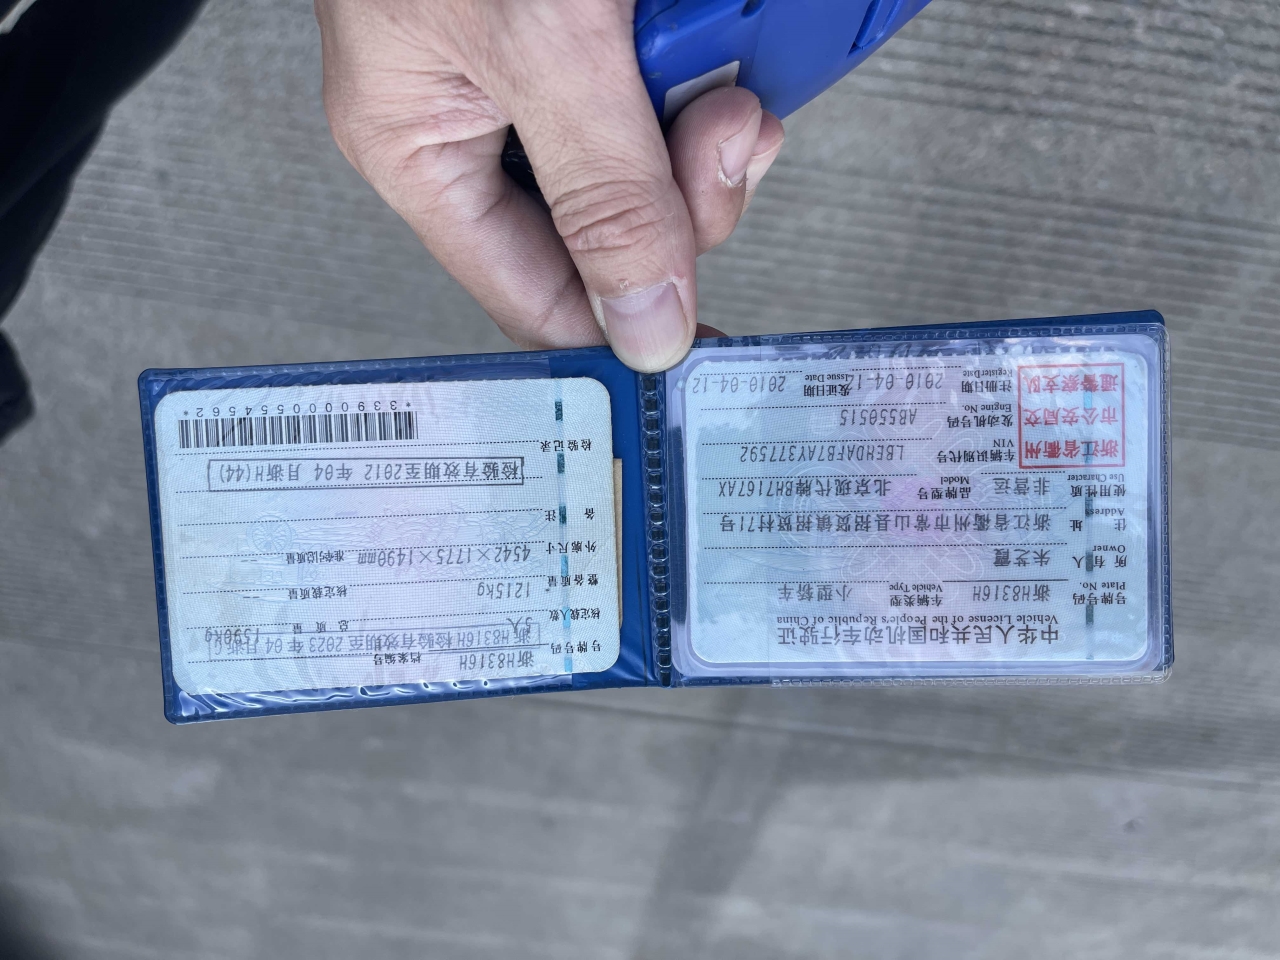 中华人民共和国机动车行驶证
Vehicle License of the People's Republic of China
号牌号码 浙H8316H 车辆类型 小型轿车
Plate No. Vehicle Type
所有人 朱芝霞
Owner
住址 浙江省衢州市常山县招贤镇招贤村71号
Address
使用性质 非营运 品牌型号 北京现代牌BH7167AX
Use Character Model
浙江省衢州
市公安局交
通警察支队
车辆识别代号 LBEHDAFB7AY377592
VIN
发动机号码 AB550515
Engine No.
注册日期 2010-04-12 发证日期 2010-04-12
Register Date Issue Date
号牌号码 浙H8316H 档案编号
浙H8316H检验有效期至2023年04月浙G
核定载人数 5人 总质量 1590kg
整备质量 1215kg 核定载质量 --
外廓尺寸 4542×1775×1490mm 准牵引总质量 --
备注
检验有效期至2012年04月浙H(44)
检验记录
*3390005554562*